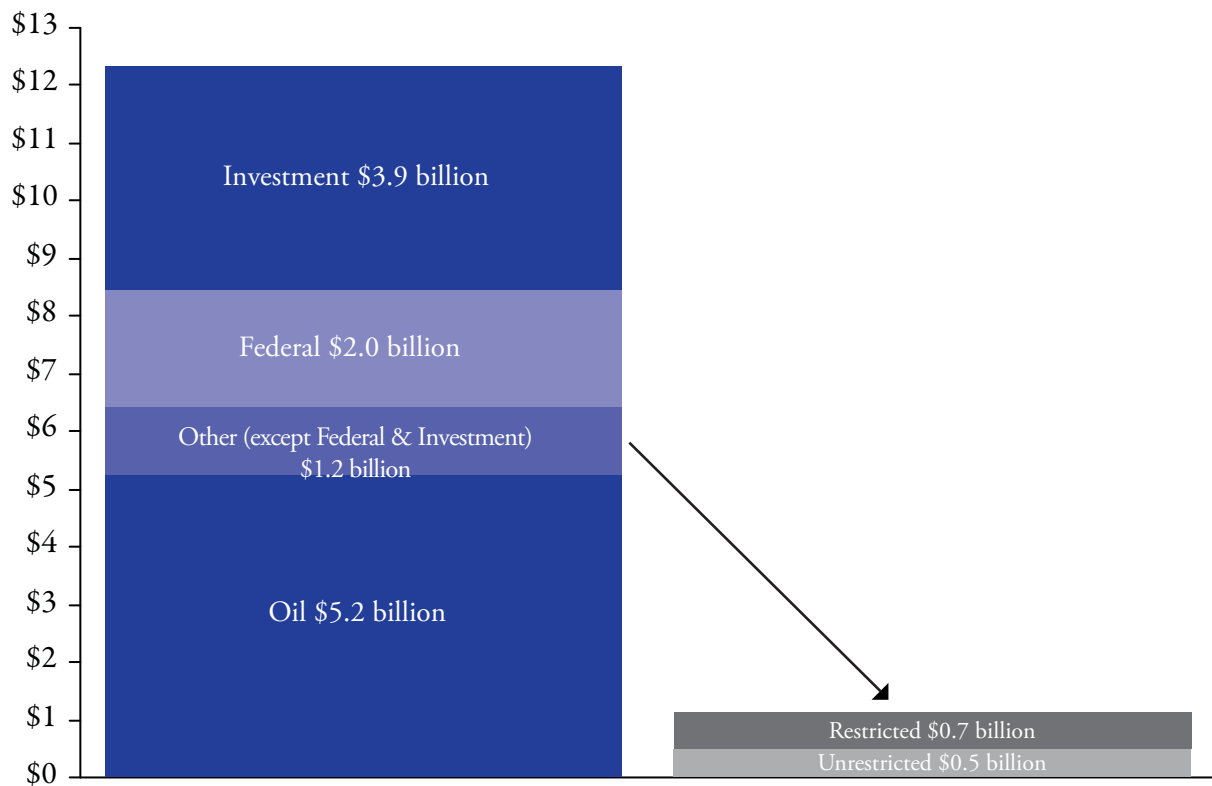 $13
$12
$11
$10
$9
$8
$7
$6
$5
$4
$3
$2
$1
$0
Investment $3.9 billion
Federal $2.0 billion
Other (except Federal & Investment)
$1.2 billion
Oil $5.2 billion
Restricted $0.7 billion
Unrestricted $0.5 billion